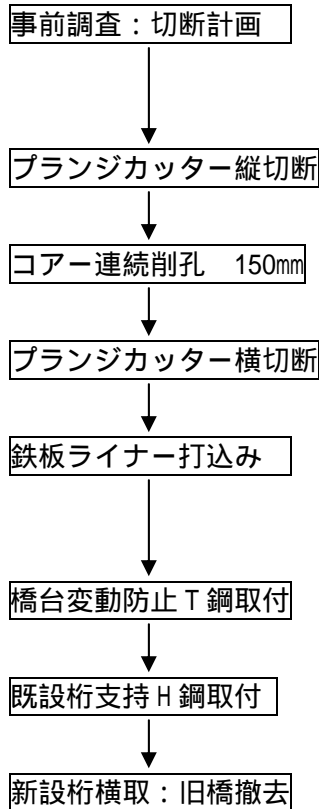 事前調査：切断計画
プランジカッター縦切断
コアー連続削孔　150㎜
プランジカッター横切断
鉄板ライナー打込み
橋台変動防止T鋼取付
既設桁支持H鋼取付
新設桁横取：旧橋撤去